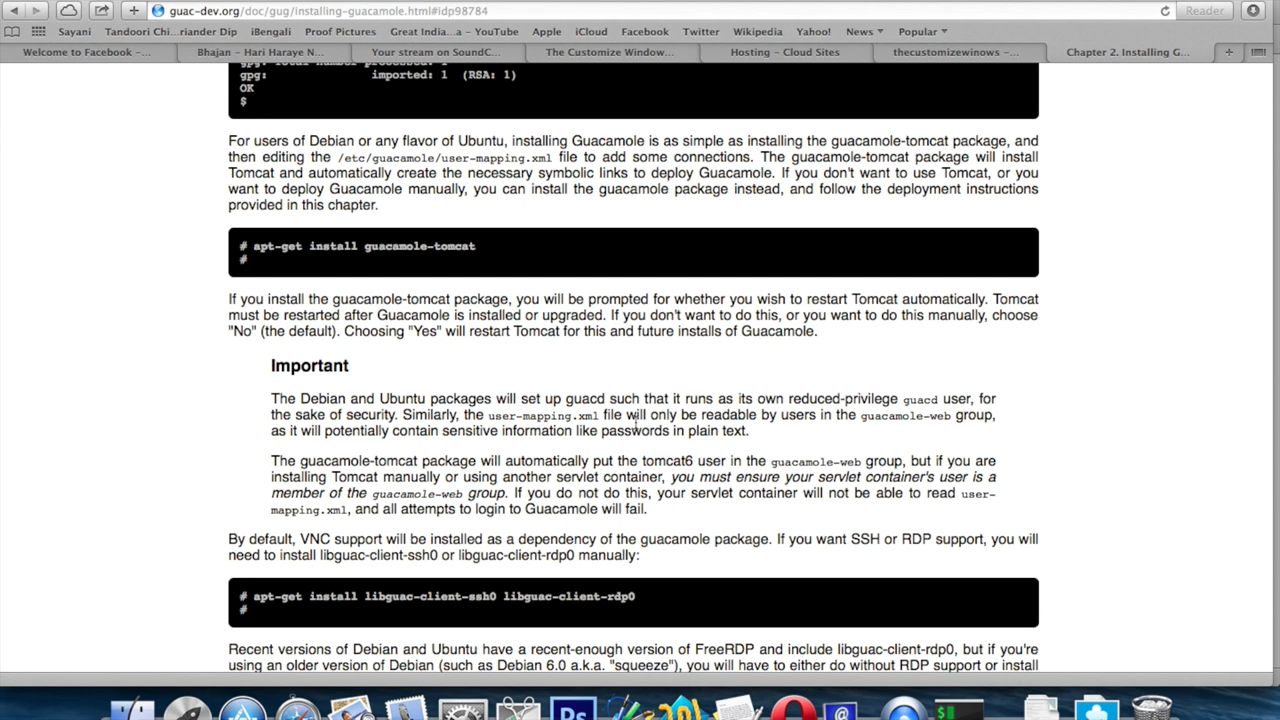 guac-dev.org/doc/gug/installing-guacamole.html#idp98784
Reader
Sayani Tandoori Chi...riander Dip iBengali Proof Pictures Great India...a – YouTube Apple iCloud Facebook Twitter Wikipedia Yahoo! News Popular
Welcome to Facebook –... Bhajan – Hari Haraye N... Your stream on SoundC... The Customize Window... Hosting – Cloud Sites thecustomizewinows –... Chapter 2. Installing G...
gpg: Total number processed: 1
gpg: imported: 1 (RSA: 1)
OK
$
For users of Debian or any flavor of Ubuntu, installing Guacamole is as simple as installing the guacamole-tomcat package, and
then editing the /etc/guacamole/user-mapping.xml file to add some connections. The guacamole-tomcat package will install
Tomcat and automatically create the necessary symbolic links to deploy Guacamole. If you don't want to use Tomcat, or you
want to deploy Guacamole manually, you can install the guacamole package instead, and follow the deployment instructions
provided in this chapter.
# apt-get install guacamole-tomcat
#
If you install the guacamole-tomcat package, you will be prompted for whether you wish to restart Tomcat automatically. Tomcat
must be restarted after Guacamole is installed or upgraded. If you don't want to do this, or you want to do this manually, choose
"No" (the default). Choosing "Yes" will restart Tomcat for this and future installs of Guacamole.
Important
The Debian and Ubuntu packages will set up guacd such that it runs as its own reduced-privilege guacd user, for
the sake of security. Similarly, the user-mapping.xml file will only be readable by users in the guacamole-web group,
as it will potentially contain sensitive information like passwords in plain text.
The guacamole-tomcat package will automatically put the tomcat6 user in the guacamole-web group, but if you are
installing Tomcat manually or using another servlet container, you must ensure your servlet container's user is a
member of the guacamole-web group. If you do not do this, your servlet container will not be able to read user-
mapping.xml, and all attempts to login to Guacamole will fail.
By default, VNC support will be installed as a dependency of the guacamole package. If you want SSH or RDP support, you will
need to install libguac-client-ssh0 or libguac-client-rdp0 manually:
# apt-get install libguac-client-ssh0 libguac-client-rdp0
#
Recent versions of Debian and Ubuntu have a recent-enough version of FreeRDP and include libguac-client-rdp0, but if you're
using an older version of Debian (such as Debian 6.0 a.k.a. "squeeze"), you will have to either do without RDP support or install
Ps @ $